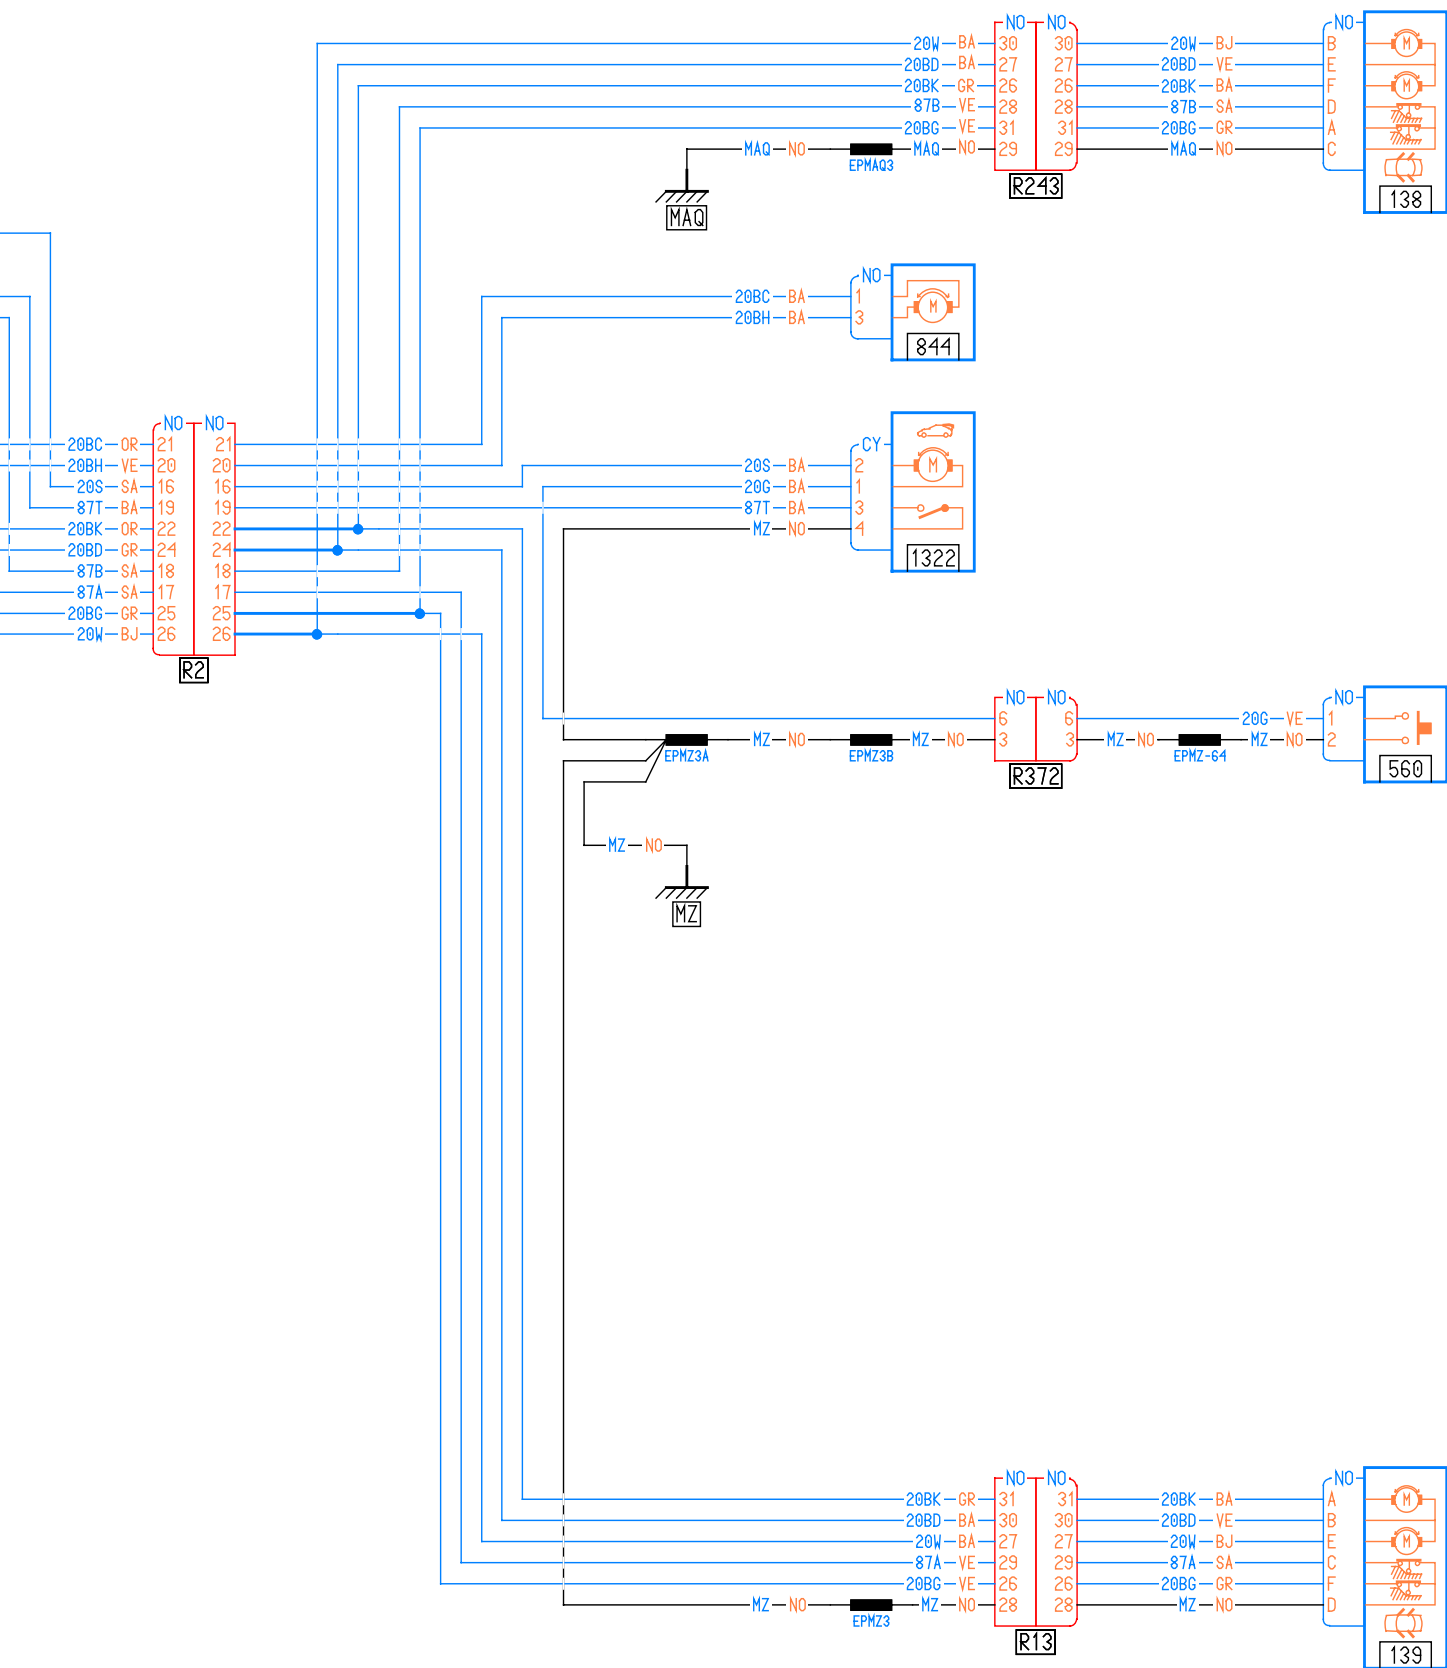 NO NO NO
20W BA 30 30 20W BJ B M
20BD BA 27 27 20BD VE E
20BK GR 26 26 20BK BA F M
87B VE 28 28 87B SA D
20BG VE 31 31 20BG GR A
MAQ NO MAQ NO 29 29 MAQ NO C
EPMAQ3
R243 138
MAQ
NO
20BC BA 1 M
20BH BA 3
844
NO NO CY
20BC OR 21 21
20BH VE 20 20 20S BA 2 M
20S SA 16 16 20G BA 1
87T BA 19 19 87T BA 3
20BK OR 22 22 MZ NO 4
20BD GR 24 24 1322
87B SA 18 18
87A SA 17 17
20BG GR 25 25
20W BJ 26 26
R2
NO NO NO
6 6 20G VE 1
MZ NO MZ NO 3 3 MZ NO MZ NO 2
EPMZ3A EPMZ3B EPMZ-64
R372 560
MZ NO
MZ
NO NO NO
20BK GR 31 31 20BK BA A M
20BD BA 30 30 20BD VE B
20W BA 27 27 20W BJ E M
87A VE 29 29 87A SA C
20BG VE 26 26 20BG GR F
MZ NO MZ NO 28 28 MZ NO D
EPMZ3
R13 139